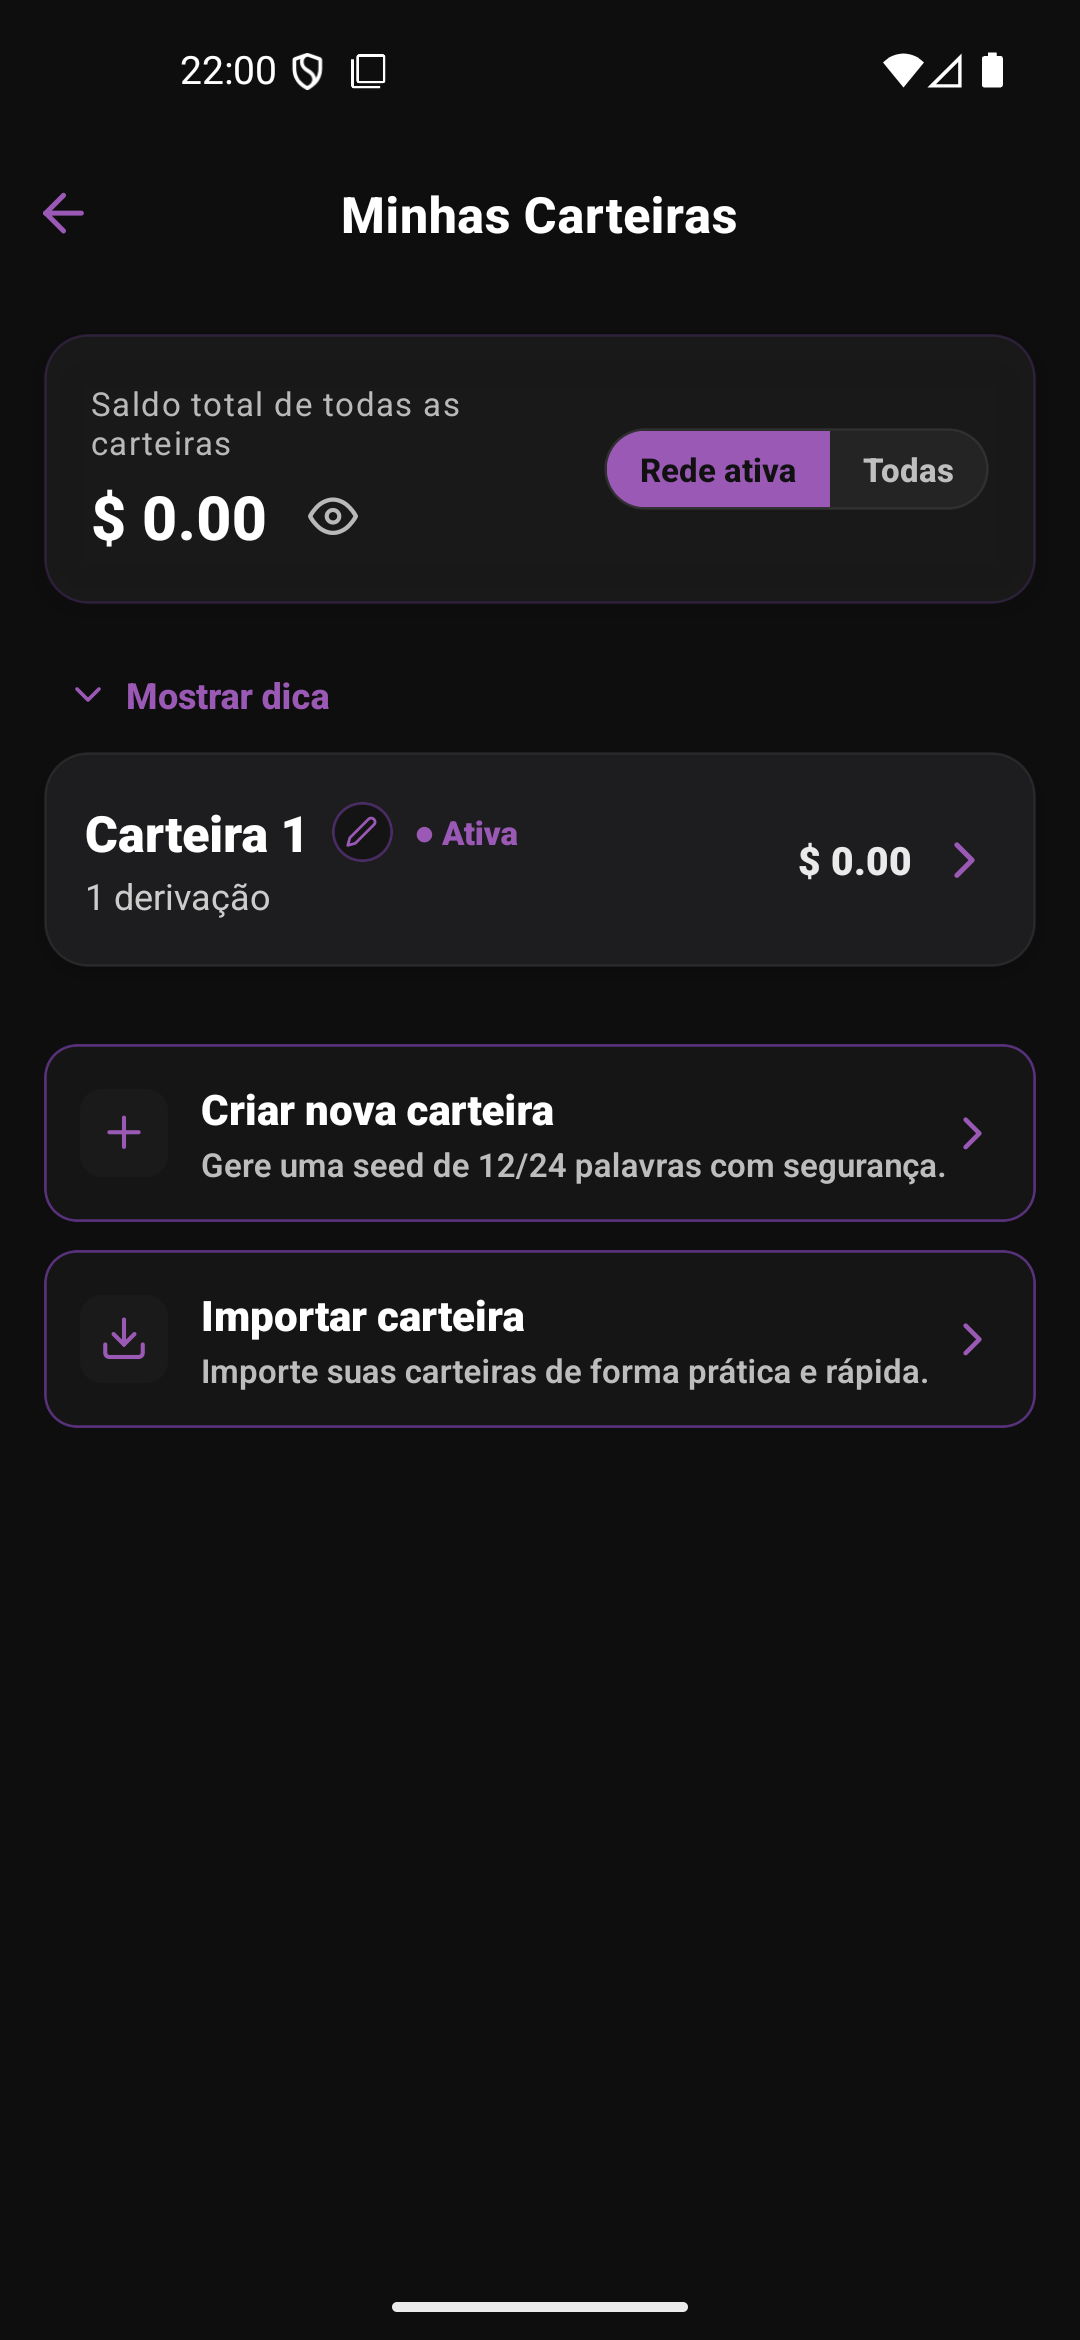 22:00
Minhas Carteiras
Saldo total de todas as
carteiras
$ 0.00
Rede ativa
Todas
Mostrar dica
Carteira 1
Ativa
1 derivação
$ 0.00
Criar nova carteira
Gere uma seed de 12/24 palavras com segurança.
Importar carteira
Importe suas carteiras de forma prática e rápida.